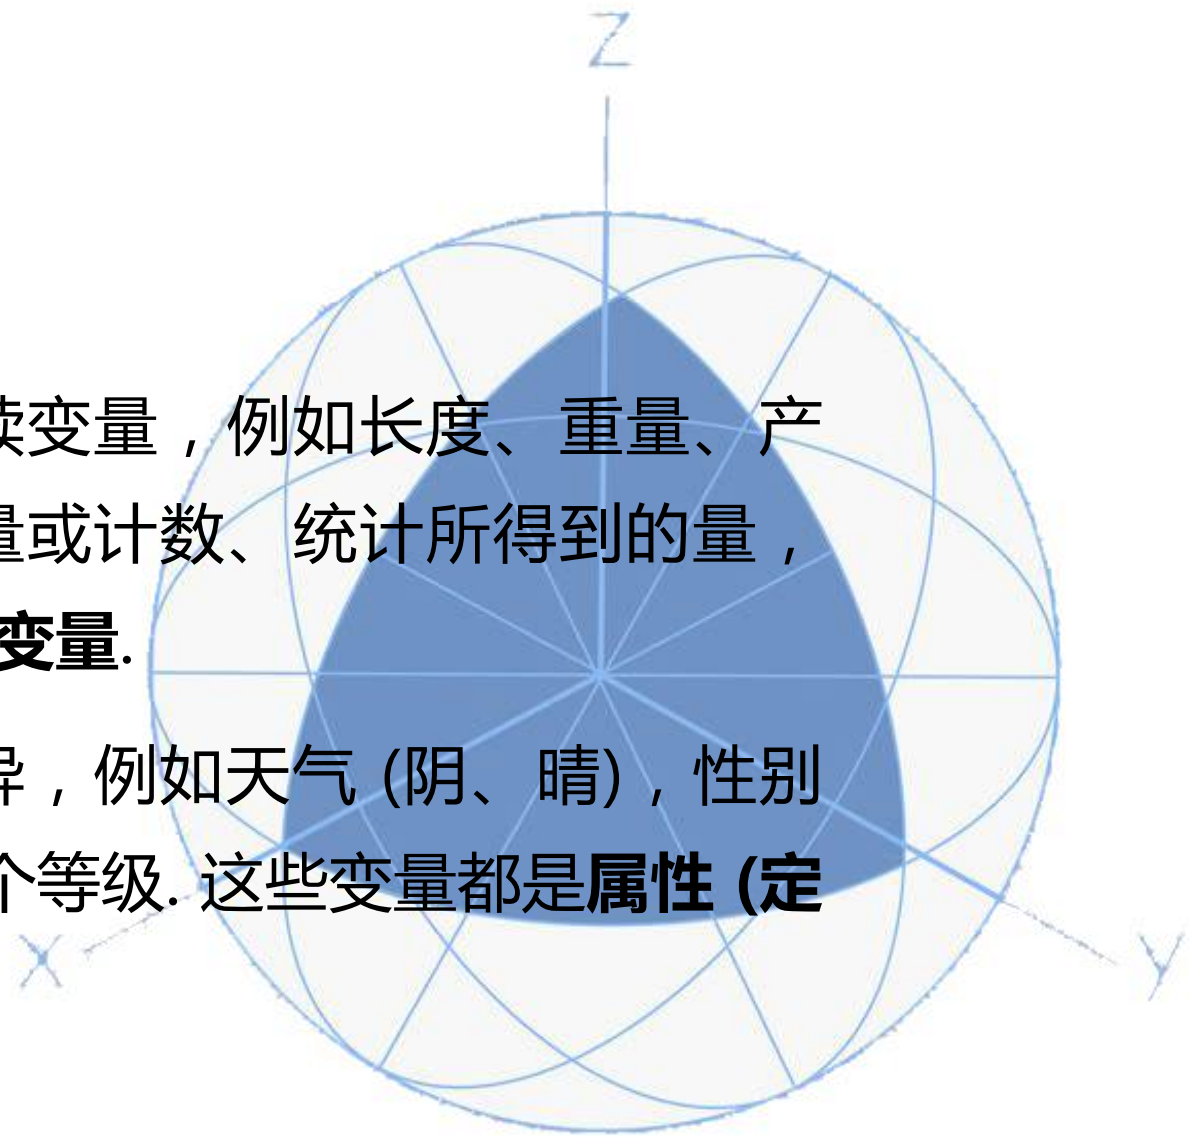 Z
续变量，例如长度、重量、产
量或计数、统计所得到的量，
变量.
异，例如天气 (阴、晴)，性别
个等级. 这些变量都是属性 (定
X
Y